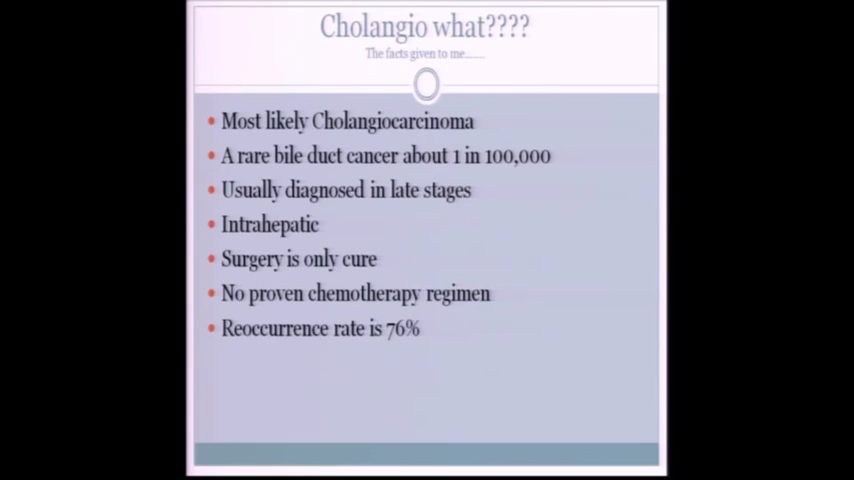 Cholangio what????
The facts given to me.......
Most likely Cholangiocarcinoma
A rare bile duct cancer about 1 in 100,000
Usually diagnosed in late stages
Intrahepatic
Surgery is only cure
No proven chemotherapy regimen
Reoccurrence rate is 76%